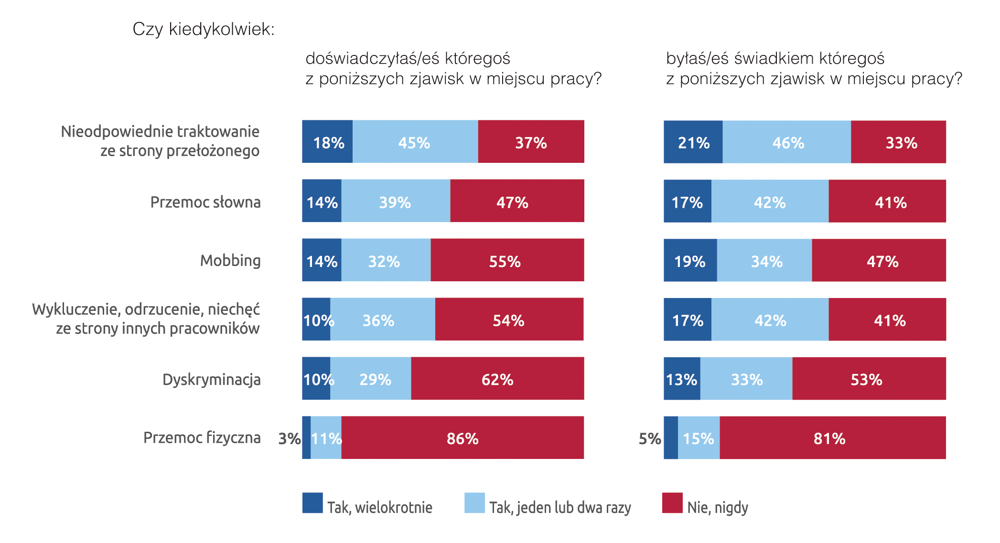 Czy kiedykolwiek:
doświadczyłaś/eś któregoś
z poniższych zjawisk w miejscu pracy?
byłaś/eś świadkiem któregoś
z poniższych zjawisk w miejscu pracy?
Nieodpowiednie traktowanie
ze strony przełożonego
18% 45% 37% 21% 46% 33%
Przemoc słowna 14% 39% 47% 17% 42% 41%
Mobbing 14% 32% 55% 19% 34% 47%
Wykluczenie, odrzucenie, niechęć
ze strony innych pracowników
10% 36% 54% 17% 42% 41%
Dyskryminacja 10% 29% 62% 13% 33% 53%
Przemoc fizyczna 3% 11% 86% 5% 15% 81%
Tak, wielokrotnie Tak, jeden lub dwa razy Nie, nigdy